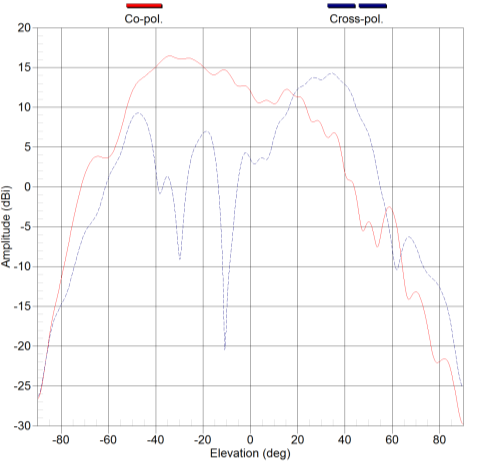 Co-pol. Cross-pol.
20
15
10
5
0
-5
-10
-15
-20
-25
-30
Amplitude (dBi)
-80 -60 -40 -20 0 20 40 60 80
Elevation (deg)